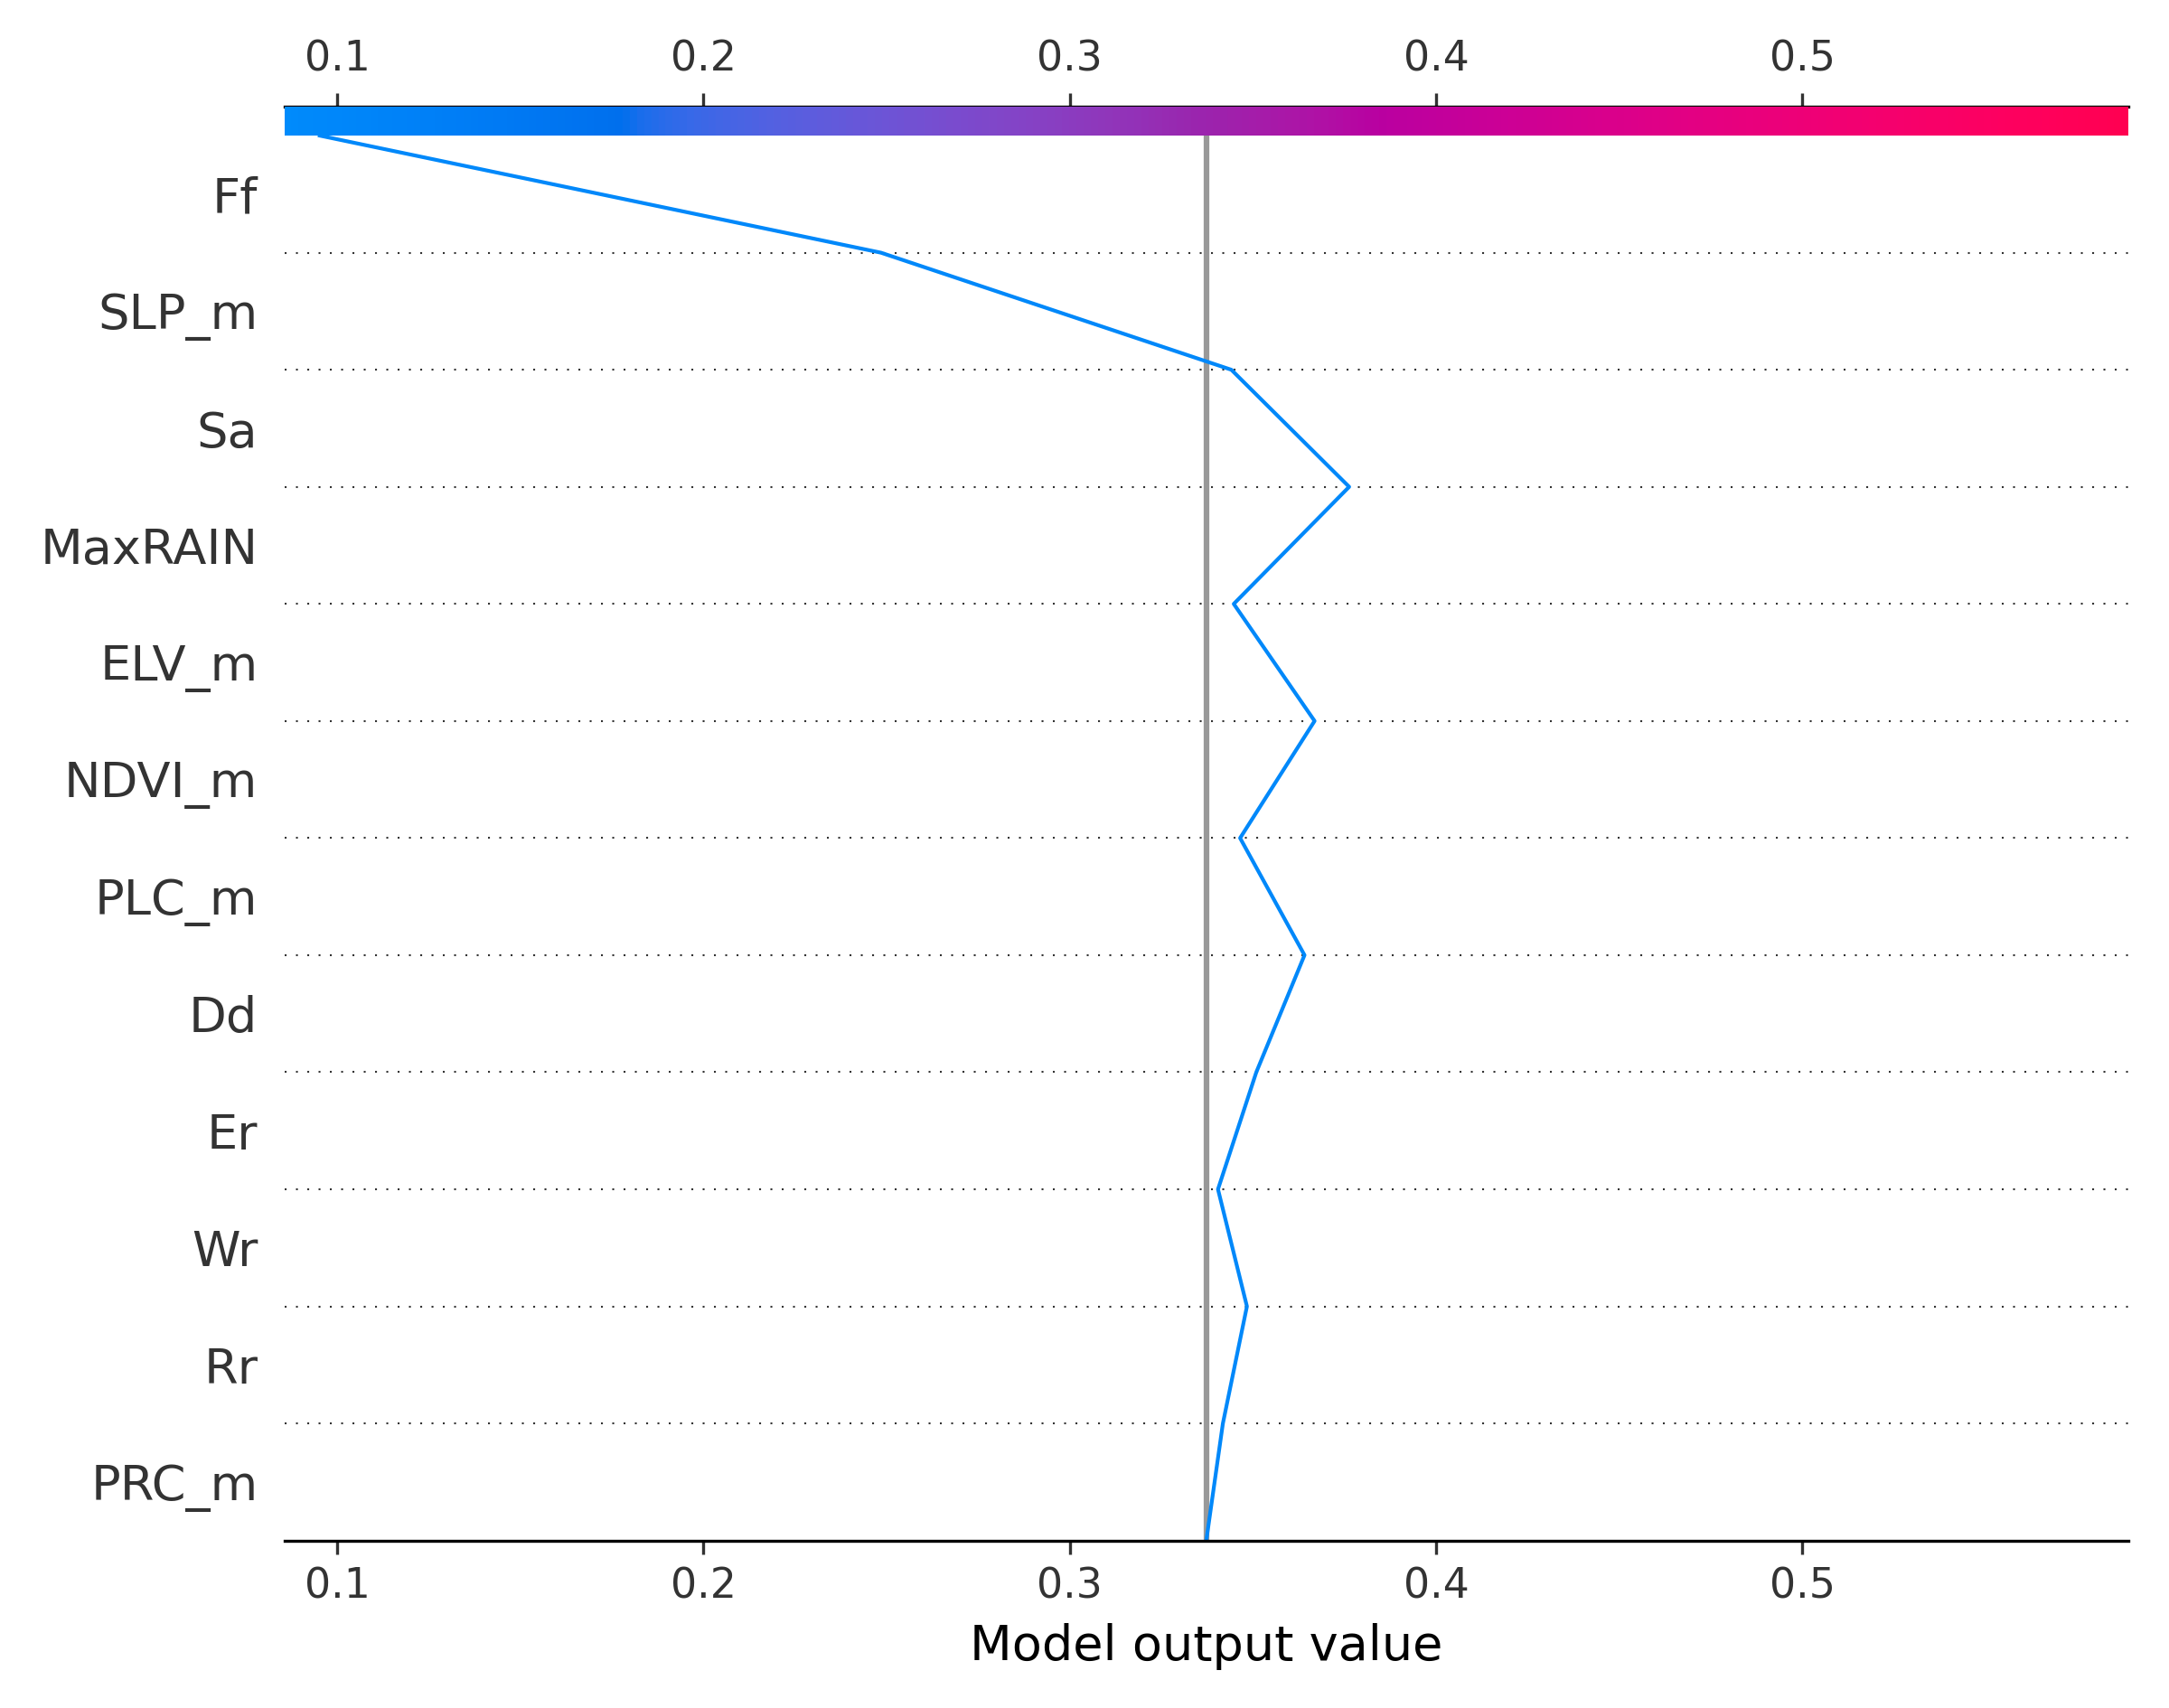 0.1 0.2 0.3 0.4 0.5
Ff
SLP_m
Sa
MaxRAIN
ELV_m
NDVI_m
PLC_m
Dd
Er
Wr
Rr
PRC_m
0.1 0.2 0.3 0.4 0.5
Model output value